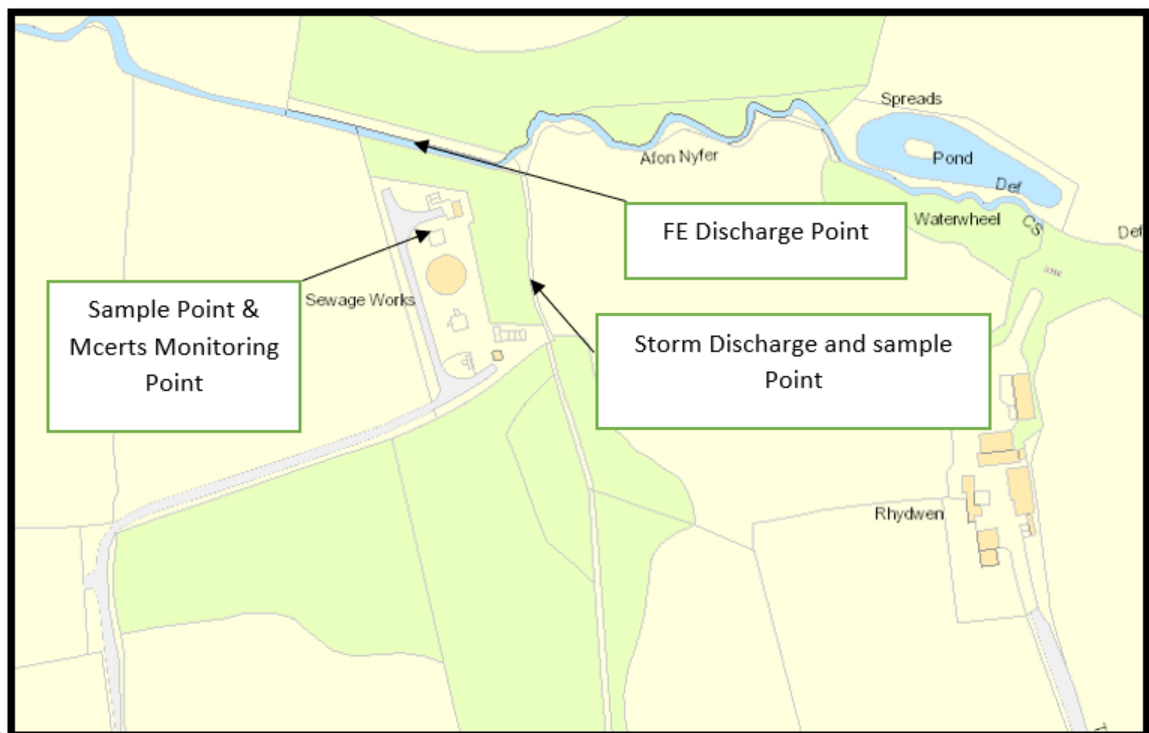 Spreads
Pond
Afon Nyfer
Def
Waterwheel
CS
Def
FE Discharge Point
Sample Point &
Mcerts Monitoring
Point
Sewage Works
Storm Discharge and sample
Point
Rhydwen